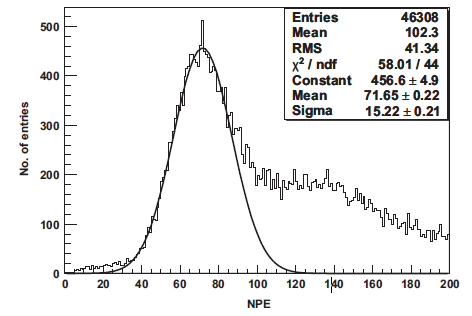 Entries 46308
Mean 102.3
RMS 41.34
χ² / ndf 58.01 / 44
Constant 456.6 ± 4.9
Mean 71.65 ± 0.22
Sigma 15.22 ± 0.21
No. of entries
500
400
300
200
100
0
0 20 40 60 80 100 120 140 160 180 200
NPE